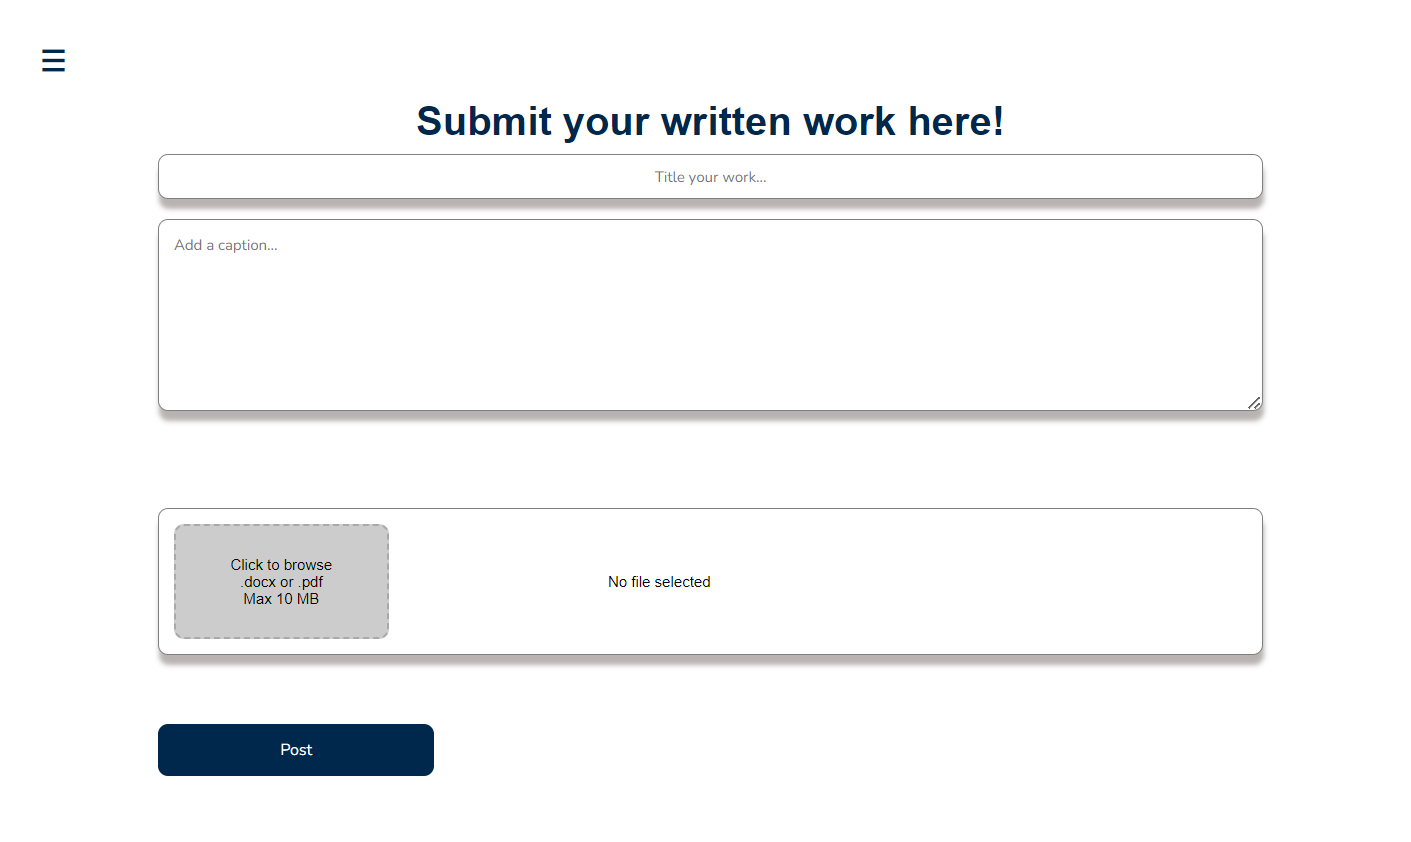 Submit your written work here!
Title your work...
Add a caption...
Click to browse
.docx or .pdf
Max 10 MB
No file selected
Post